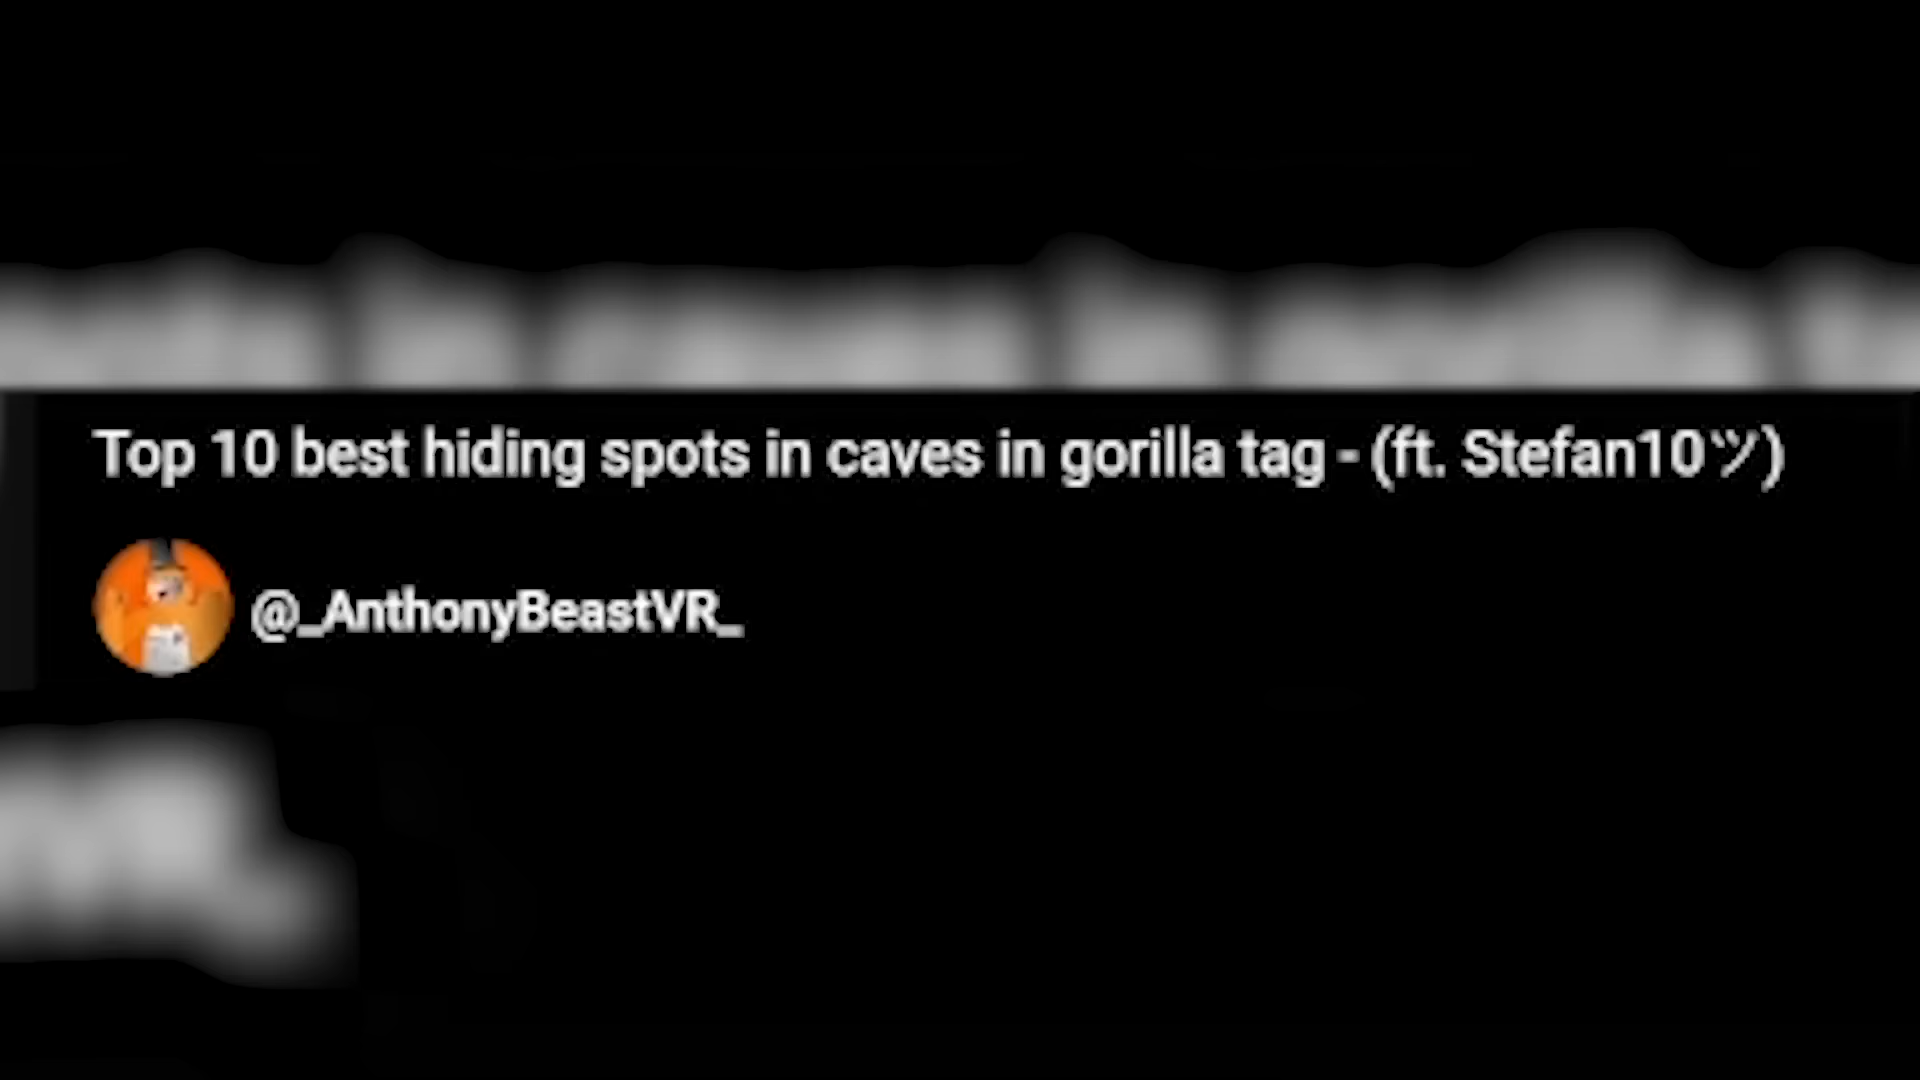 Top 10 best hiding spots in caves in gorilla tag - (ft. Stefan10ツ)
@_AnthonyBeastVR_